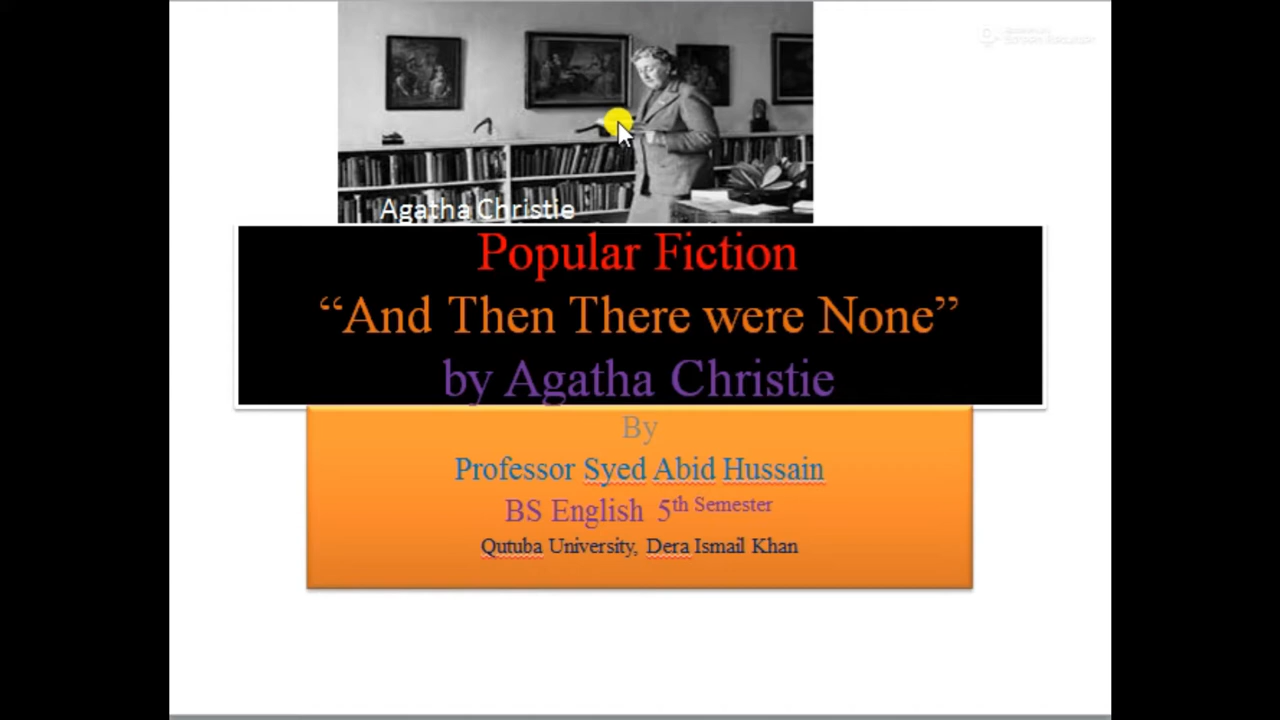 Agatha Christie
Popular Fiction
“And Then There were None”
by Agatha Christie
By
Professor Syed Abid Hussain
BS English 5th Semester
Qutuba University, Dera Ismail Khan